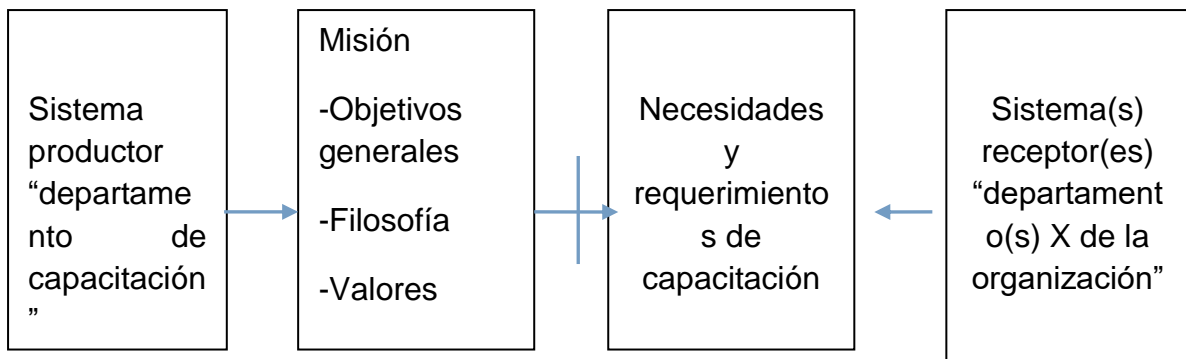 Sistema
productor
“departame
nto de
capacitación
”
Misión
-Objetivos
generales
-Filosofía
-Valores
Necesidades
y
requerimiento
s de
capacitación
Sistema(s)
receptor(es)
“departament
o(s) X de la
organización”